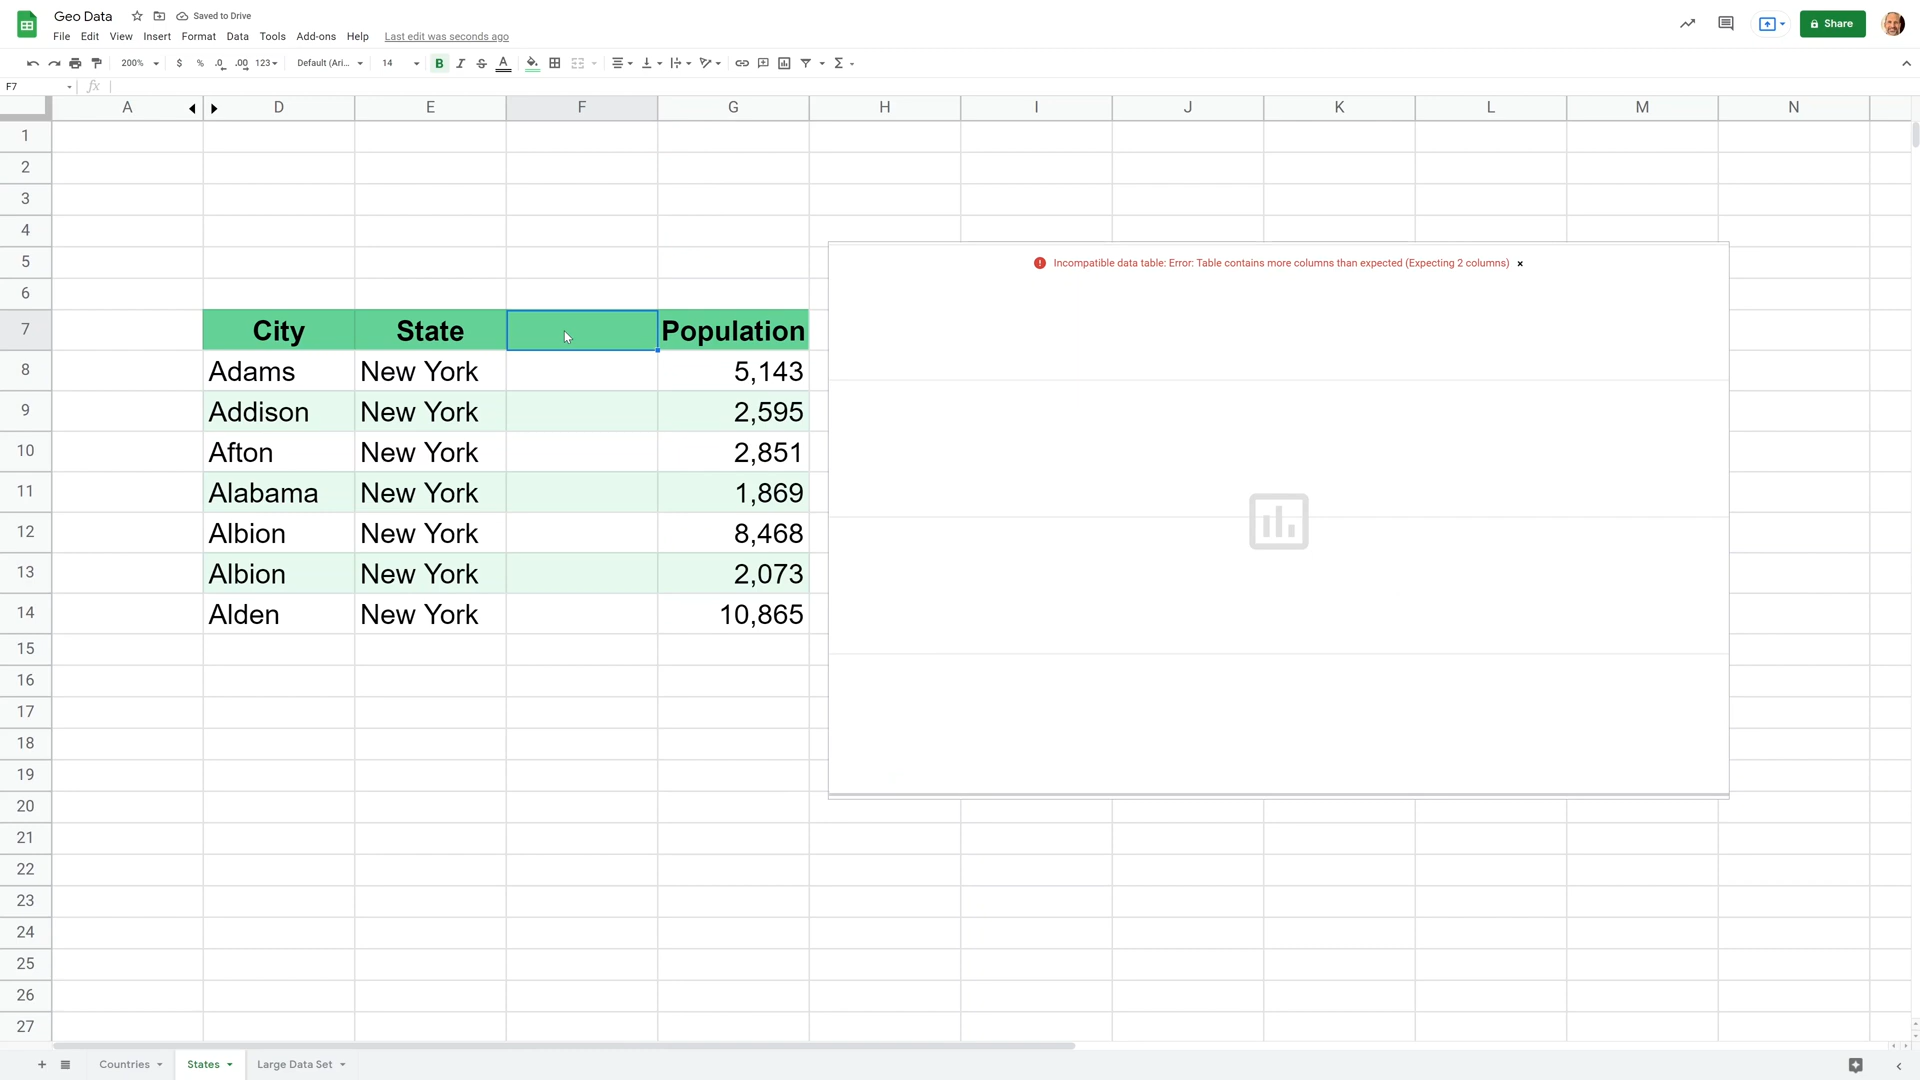 Geo Data
Saved to Drive
File Edit View Insert Format Data Tools Add-ons Help Last edit was seconds ago
Share
200% $ % .0 .00 123 Default (Ari... 14 B I S A Σ
F7 fx
A D E F G H I J K L M N
1
2
3
4
5
6
Incompatible data table: Error: Table contains more columns than expected (Expecting 2 columns) ×
7 City State Population
8 Adams New York 5,143
9 Addison New York 2,595
10 Afton New York 2,851
11 Alabama New York 1,869
12 Albion New York 8,468
13 Albion New York 2,073
14 Alden New York 10,865
15
16
17
18
19
20
21
22
23
24
25
26
27
+ Countries States Large Data Set